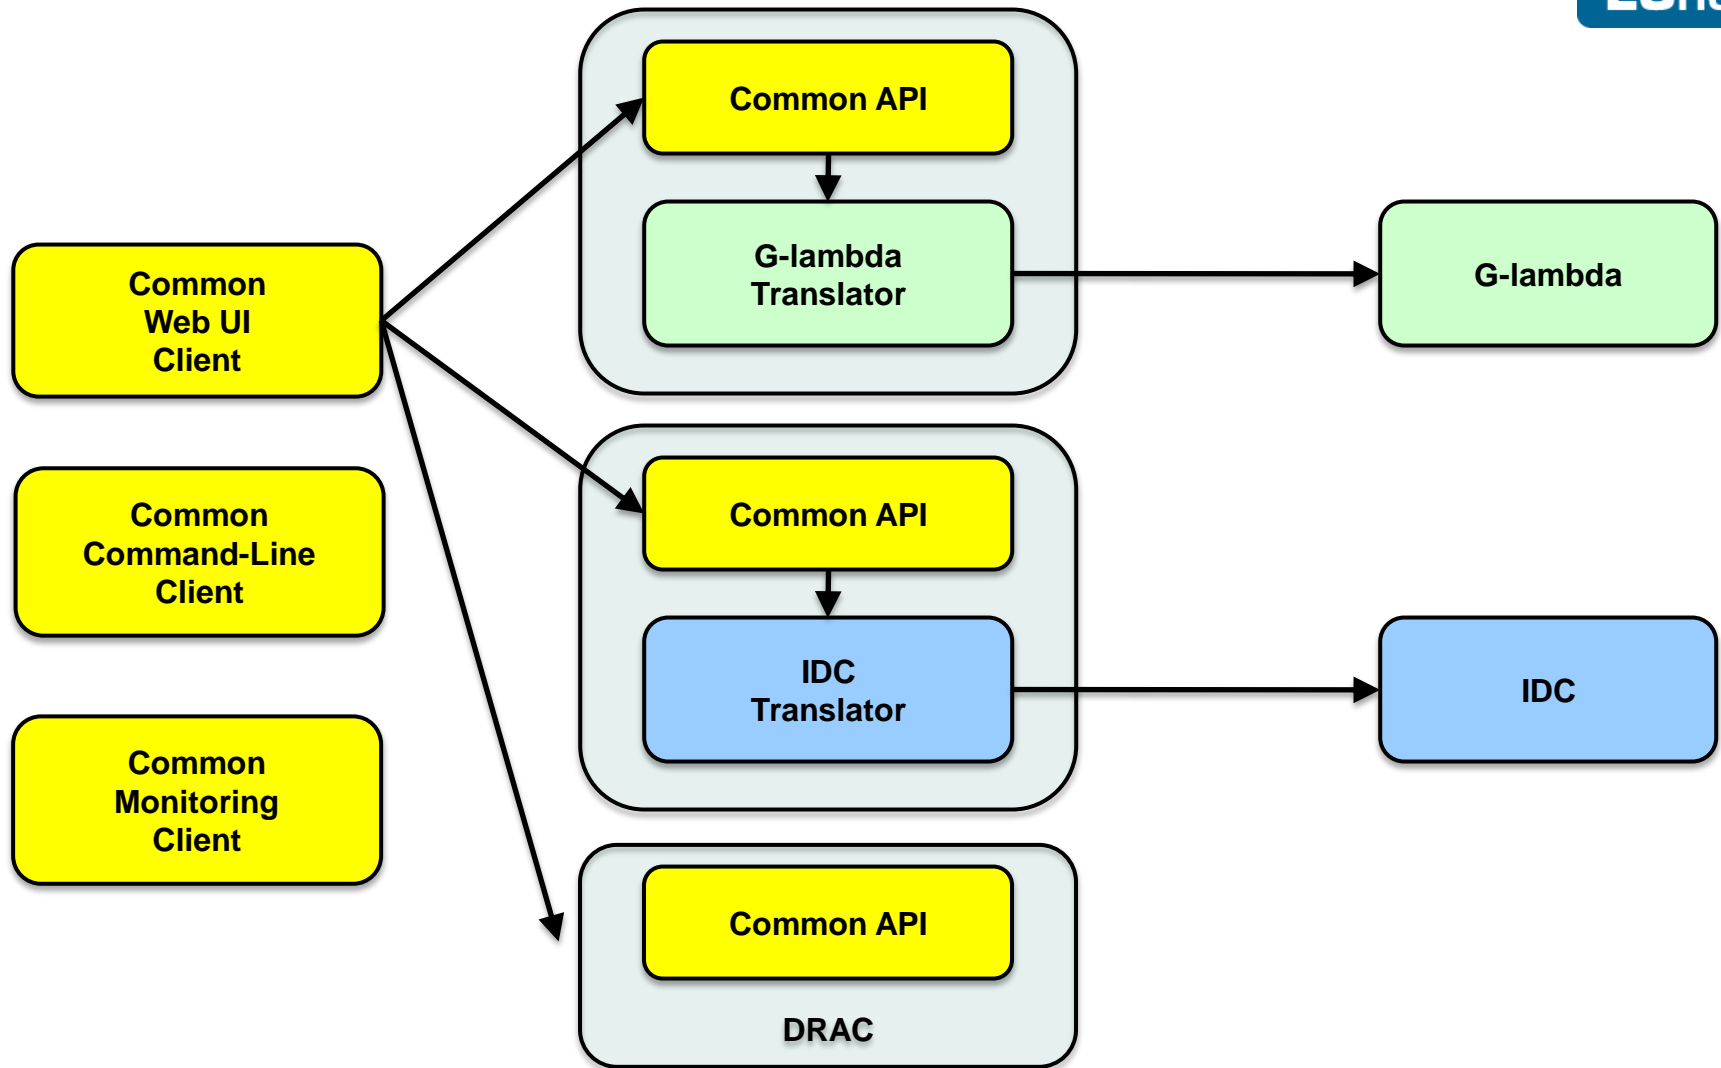 Common API
G-lambda
Translator
G-lambda
Common
Web UI
Client
Common
Command-Line
Client
Common
Monitoring
Client
Common API
IDC
Translator
IDC
Common API
DRAC